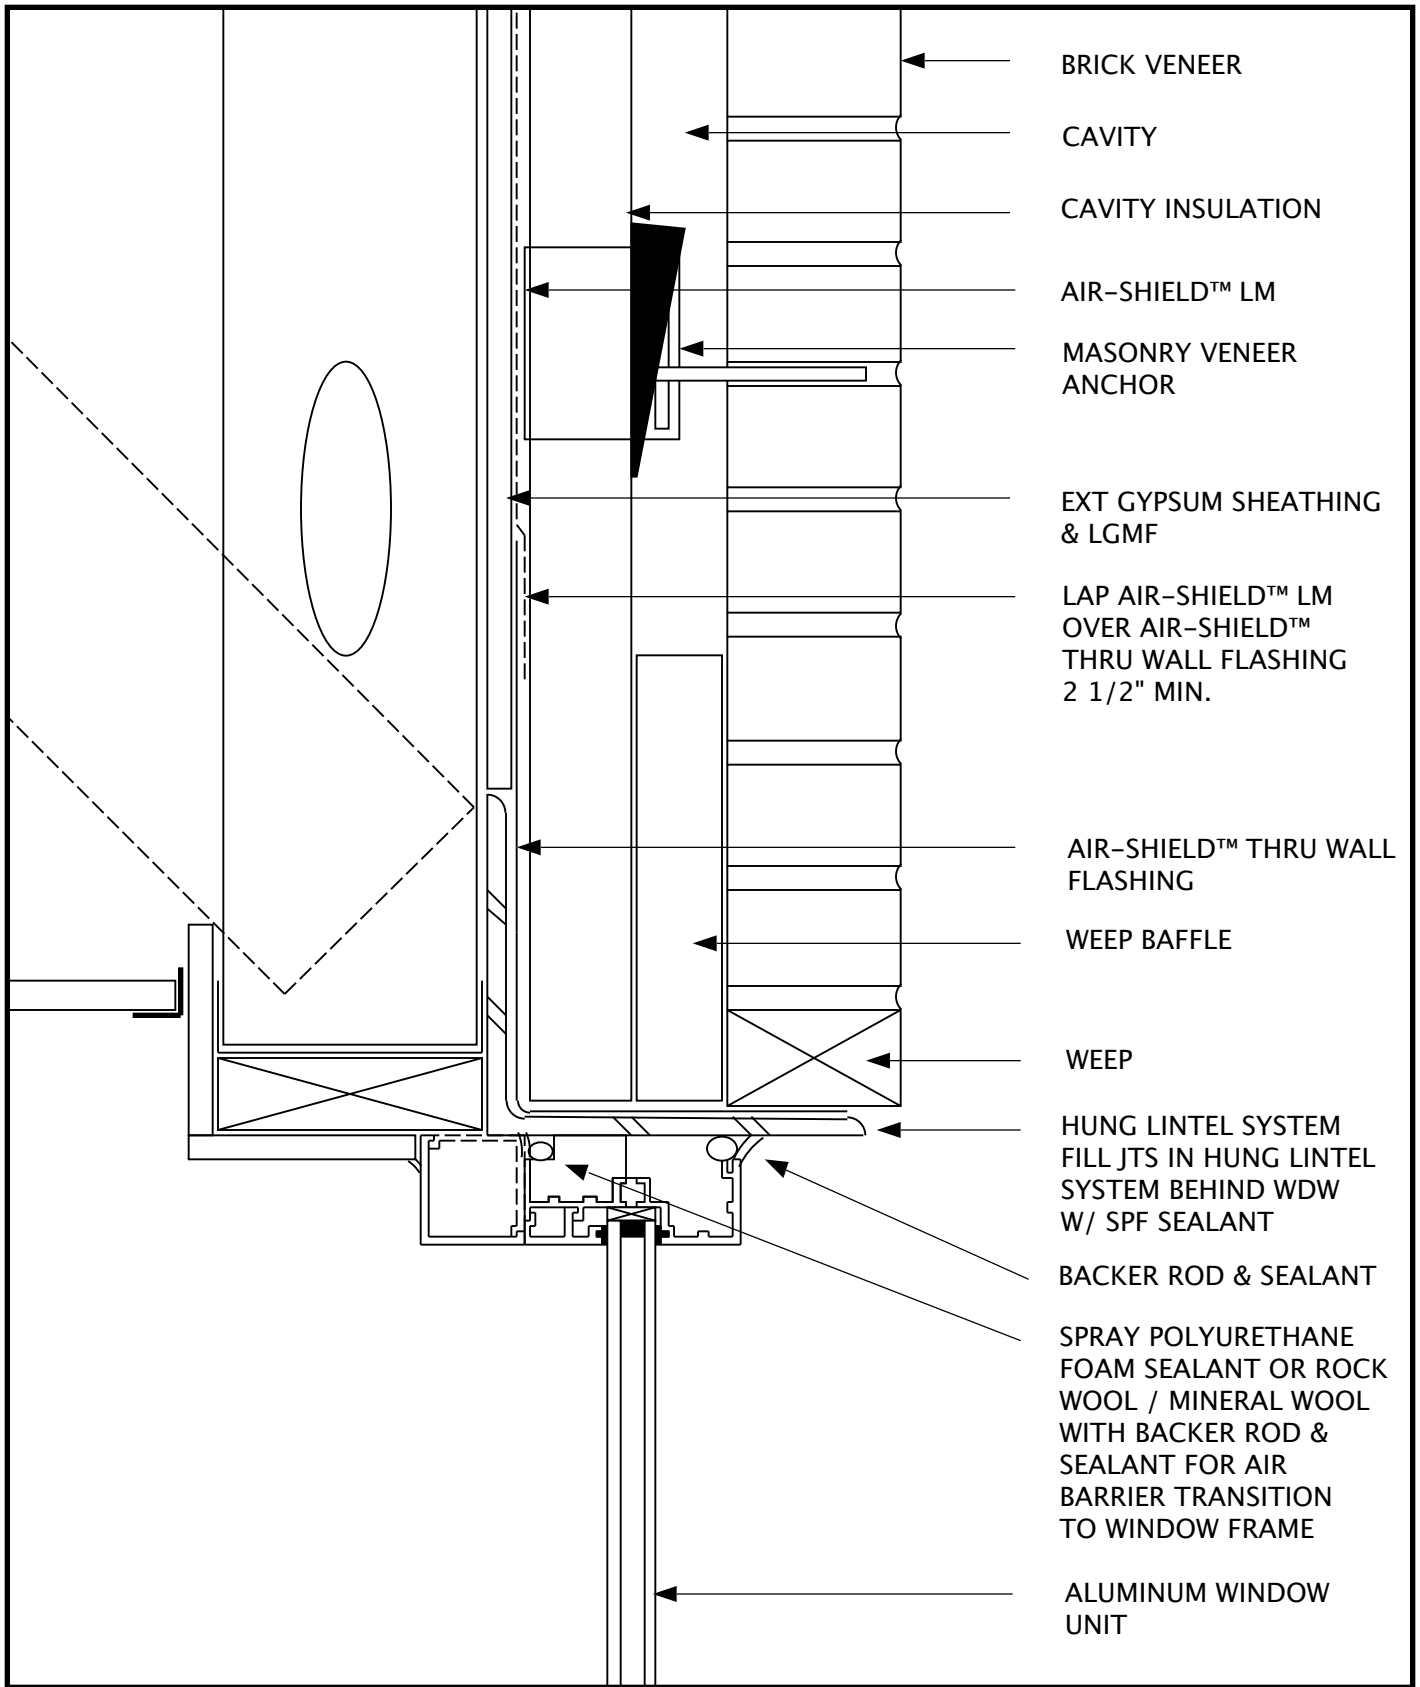 BRICK VENEER
CAVITY
CAVITY INSULATION
AIR-SHIELD™ LM
MASONRY VENEER
ANCHOR
EXT GYPSUM SHEATHING
& LGMF
LAP AIR-SHIELD™ LM
OVER AIR-SHIELD™
THRU WALL FLASHING
2 1/2" MIN.
AIR-SHIELD™ THRU WALL
FLASHING
WEEP BAFFLE
WEEP
HUNG LINTEL SYSTEM
FILL JTS IN HUNG LINTEL
SYSTEM BEHIND WDW
W/ SPF SEALANT
BACKER ROD & SEALANT
SPRAY POLYURETHANE
FOAM SEALANT OR ROCK
WOOL / MINERAL WOOL
WITH BACKER ROD &
SEALANT FOR AIR
BARRIER TRANSITION
TO WINDOW FRAME
ALUMINUM WINDOW
UNIT